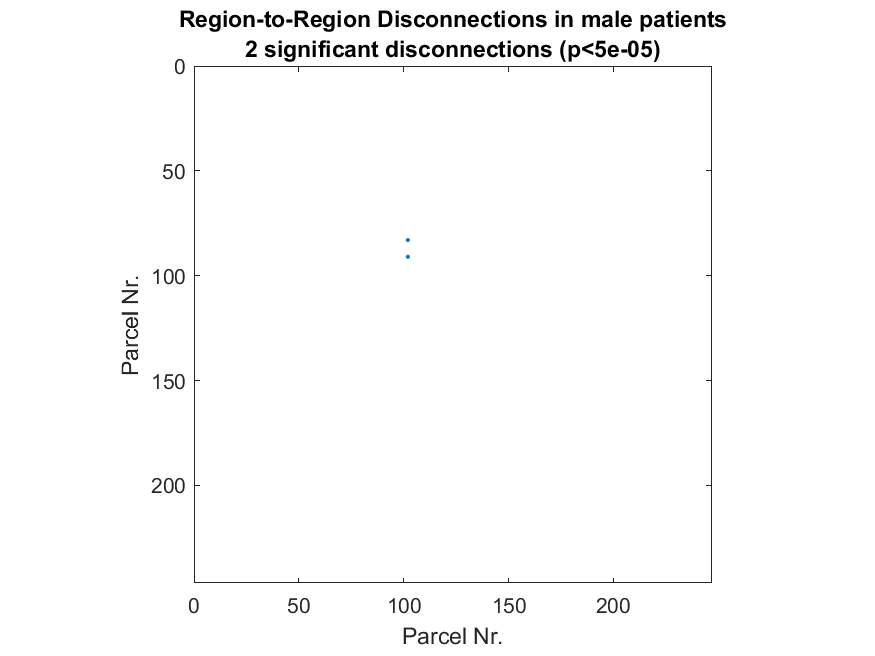 Region-to-Region Disconnections in male patients
2 significant disconnections (p<5e-05)
0
50
100
150
200
Parcel Nr.
0 50 100 150 200
Parcel Nr.